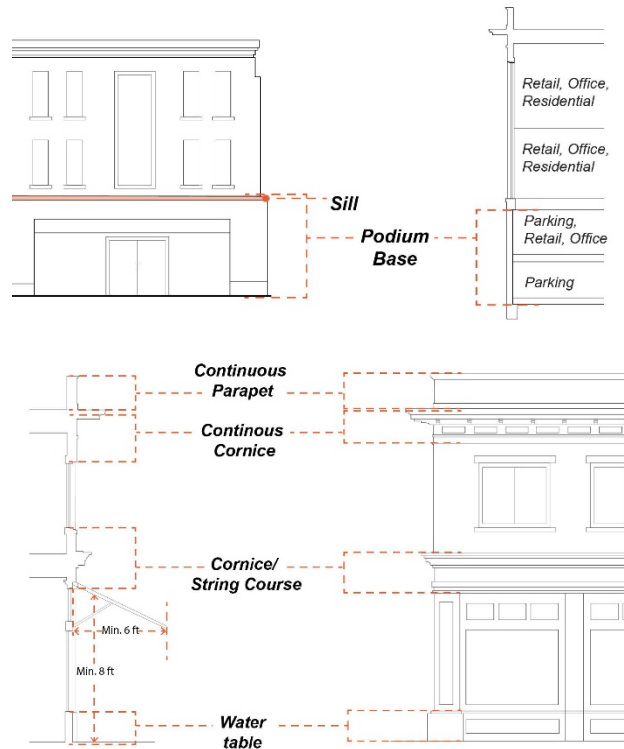 Retail, Office,
Residential
Retail, Office,
Residential
Sill
Podium
Base
Parking,
Retail, Office
Parking
Continuous
Parapet
Continous
Cornice
Cornice/
String Course
Min. 6 ft
Min. 8 ft
Water
table